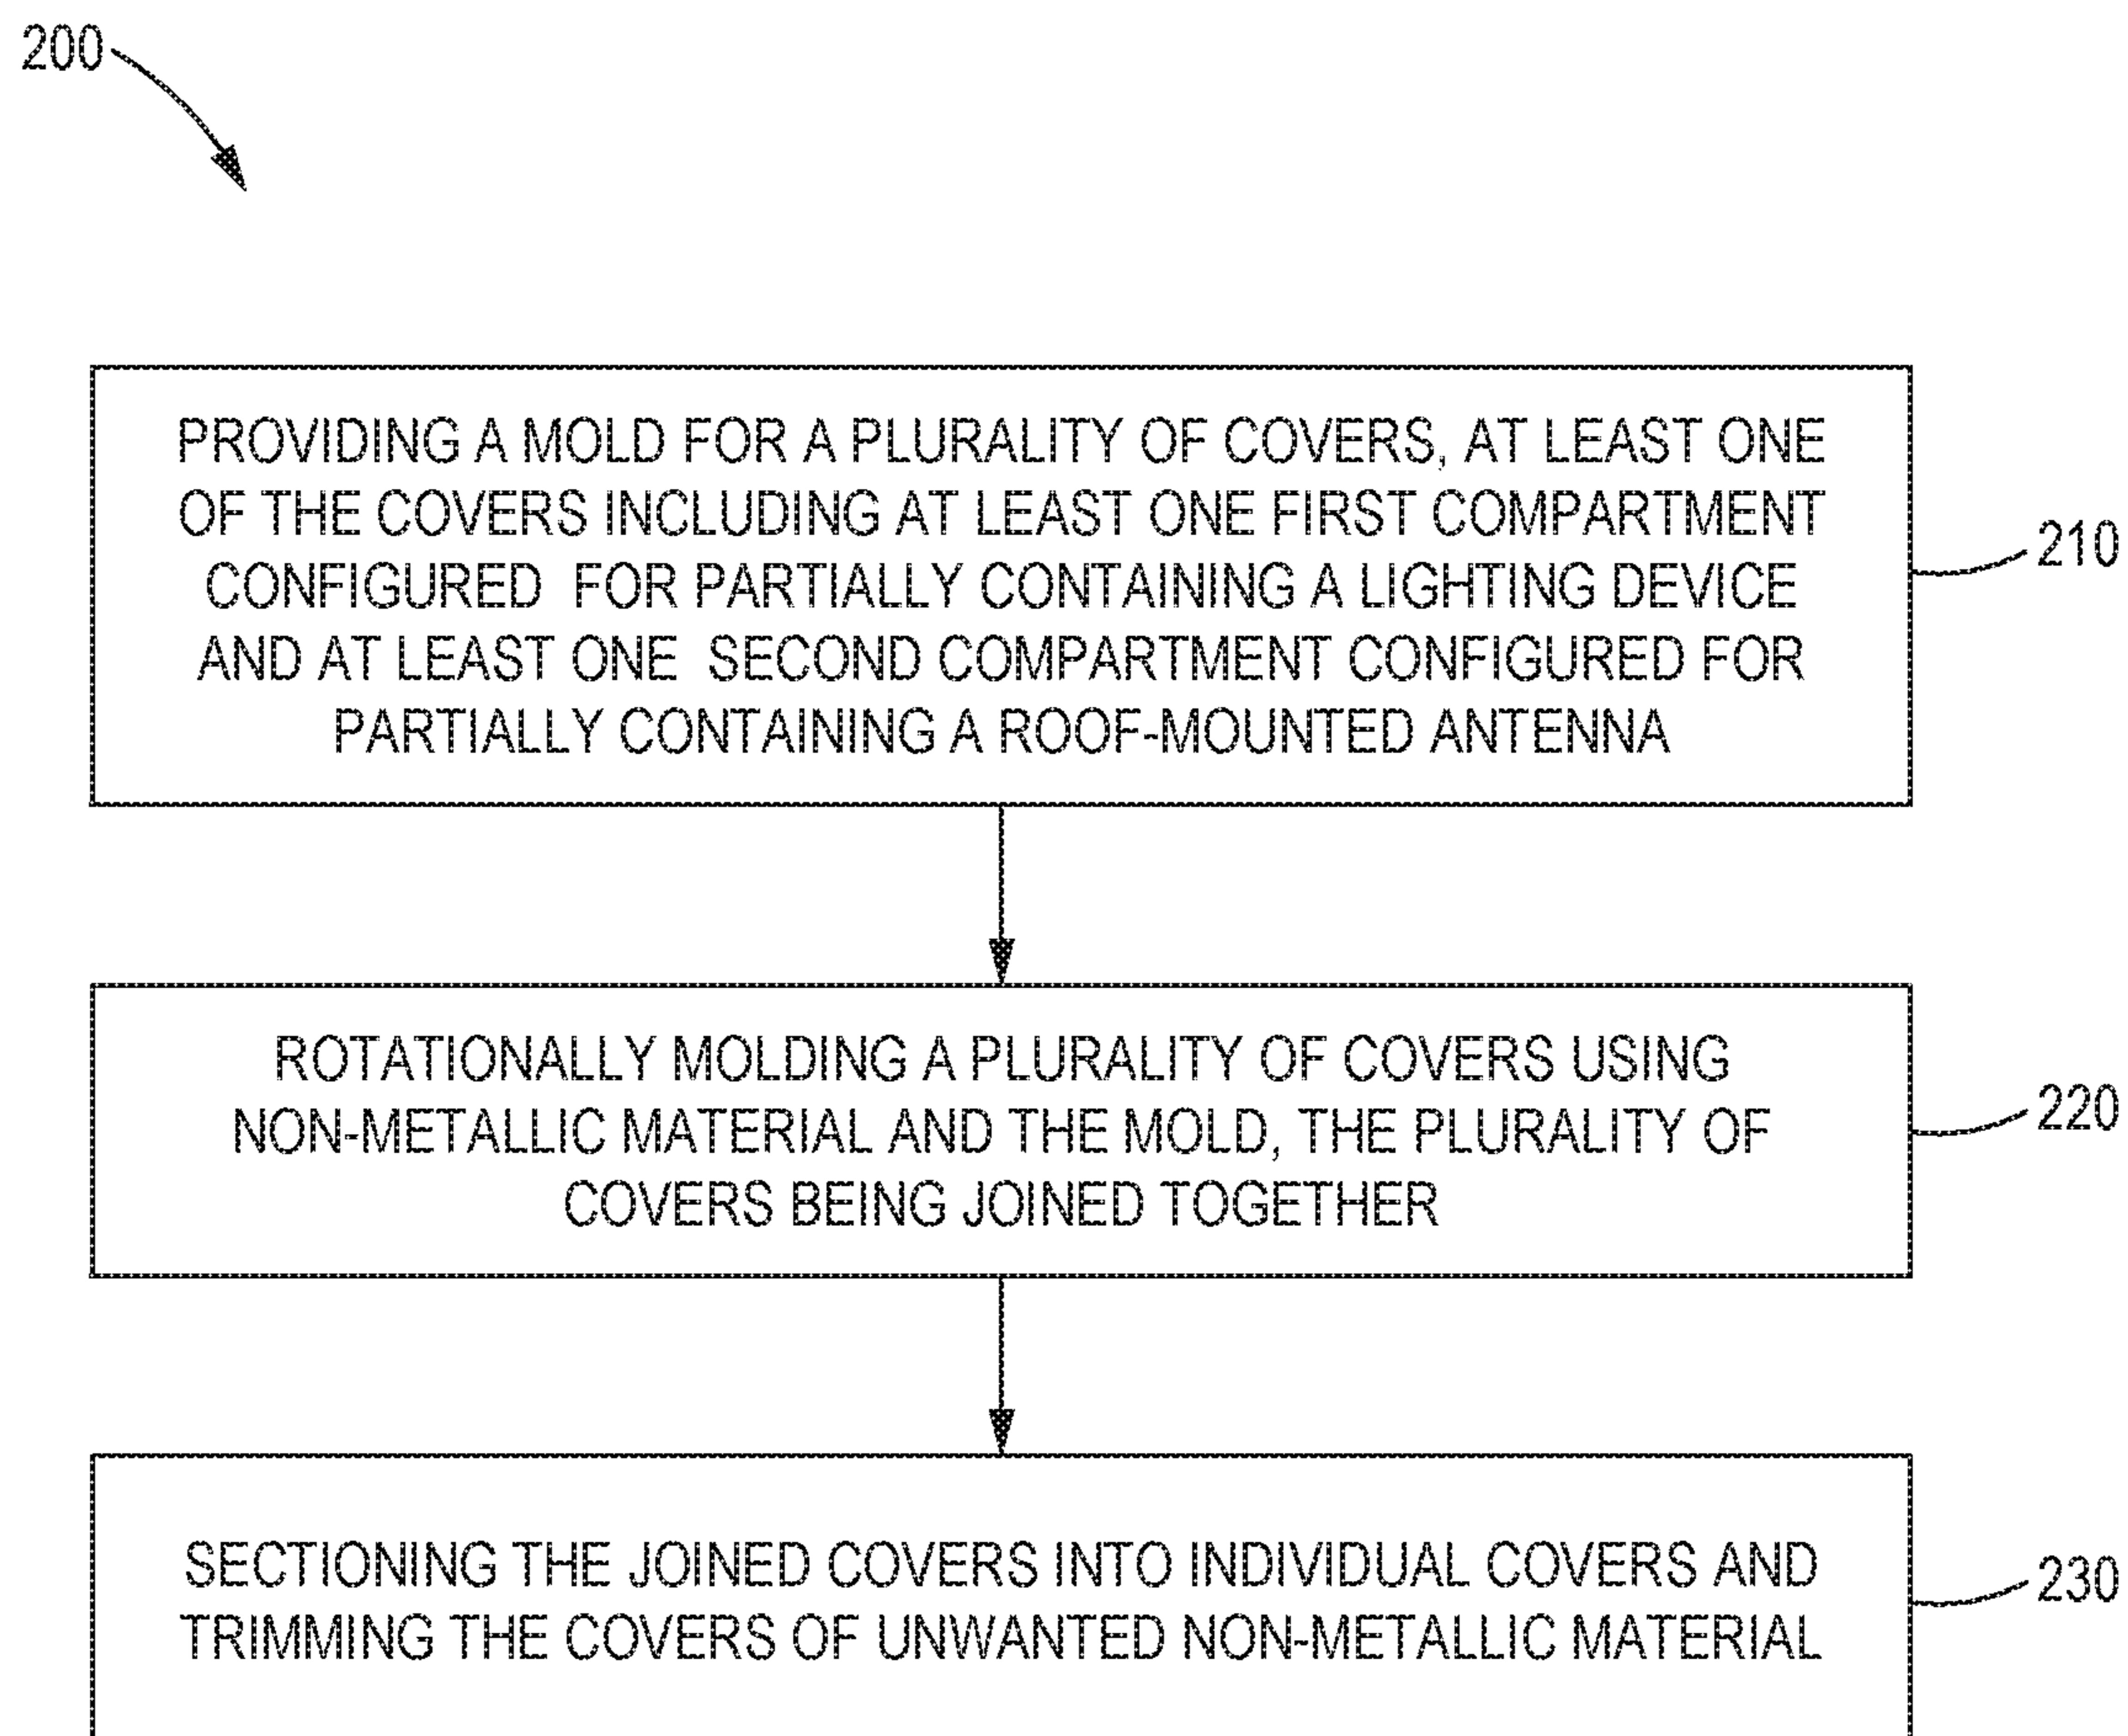 200
PROVIDING A MOLD FOR A PLURALITY OF COVERS, AT LEAST ONE
OF THE COVERS INCLUDING AT LEAST ONE FIRST COMPARTMENT
CONFIGURED FOR PARTIALLY CONTAINING A LIGHTING DEVICE
AND AT LEAST ONE SECOND COMPARTMENT CONFIGURED FOR
PARTIALLY CONTAINING A ROOF-MOUNTED ANTENNA
210
ROTATIONALLY MOLDING A PLURALITY OF COVERS USING
NON-METALLIC MATERIAL AND THE MOLD, THE PLURALITY OF
COVERS BEING JOINED TOGETHER
220
SECTIONING THE JOINED COVERS INTO INDIVIDUAL COVERS AND
TRIMMING THE COVERS OF UNWANTED NON-METALLIC MATERIAL
230